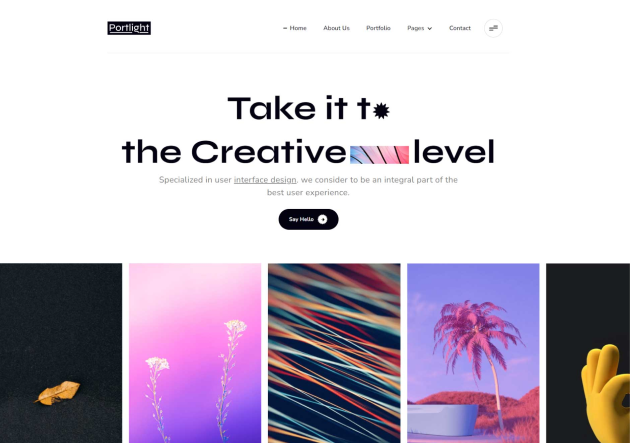 Portlight
Home About Us Portfolio Pages Contact
Take it t
the Creative level
Specialized in user interface design, we consider to be an integral part of the
best user experience.
Say Hello